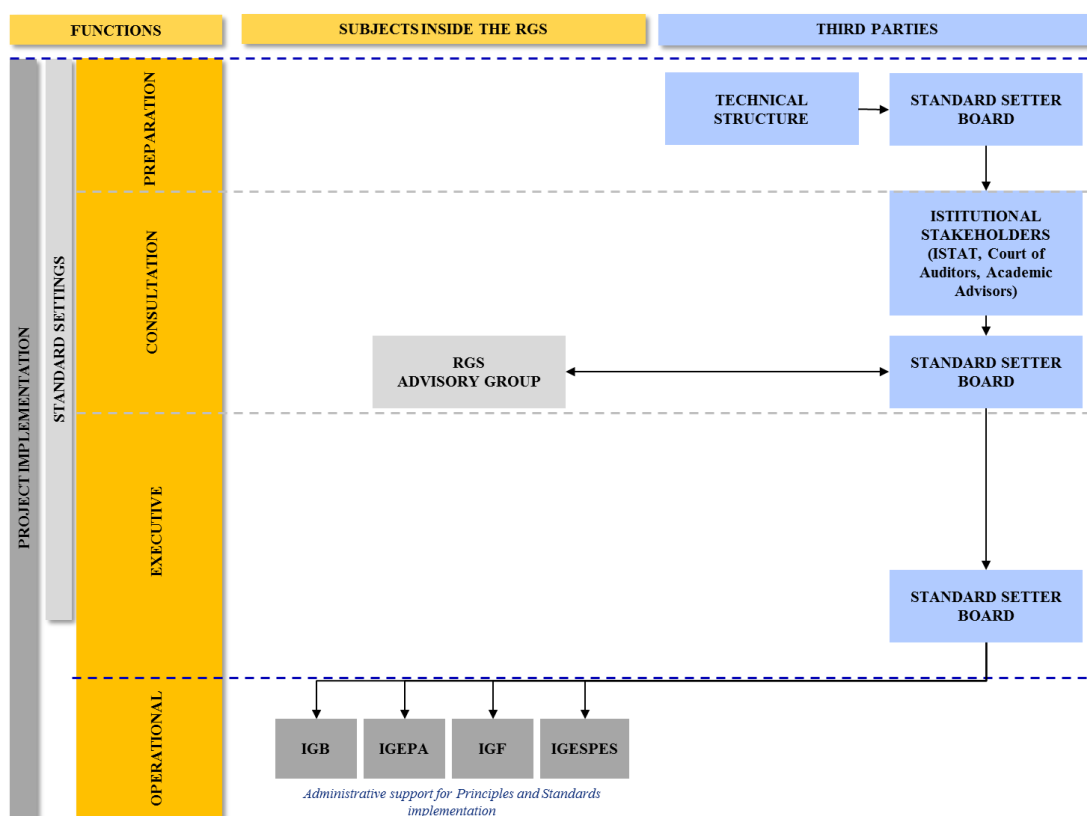 FUNCTIONS
SUBJECTS INSIDE THE RGS
THIRD PARTIES
PROJECT IMPLEMENTATION
STANDARD SETTINGS
PREPARATION
TECHNICAL
STRUCTURE
STANDARD SETTER
BOARD
CONSULTATION
ISTITUTIONAL
STAKEHOLDERS
(ISTAT, Court of
Auditors, Academic
Advisors)
RGS
ADVISORY GROUP
STANDARD SETTER
BOARD
EXECUTIVE
STANDARD SETTER
BOARD
OPERATIONAL
IGB
IGEPA
IGF
IGESPES
Administrative support for Principles and Standards
implementation